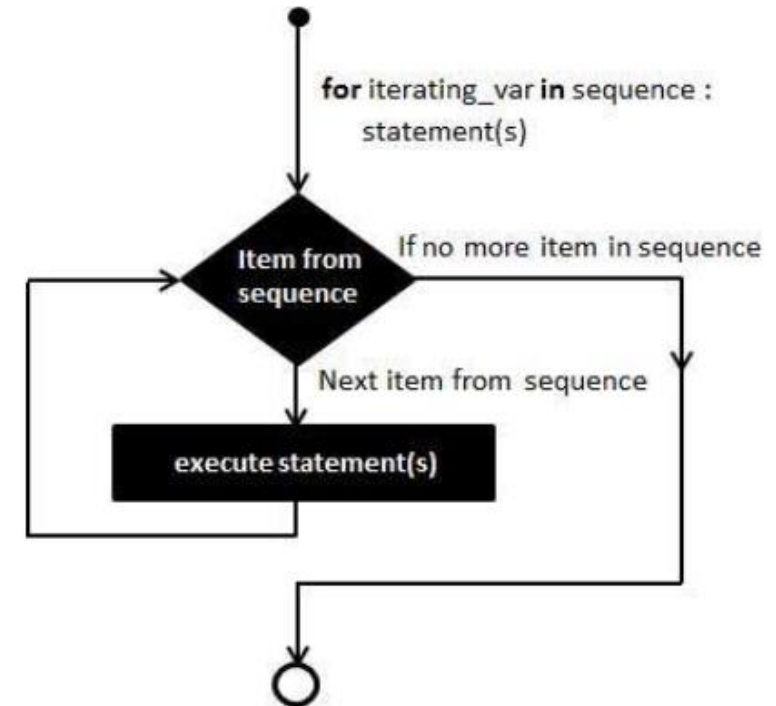 for iterating_var in sequence :
statement(s)
If no more item in sequence
Item from
sequence
Next item from sequence
execute statement(s)